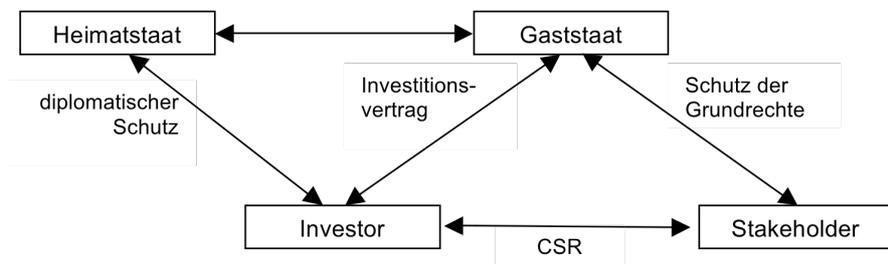 Heimatstaat
Gaststaat
diplomatischer
Schutz
Investitions-
vertrag
Schutz der
Grundrechte
Investor
Stakeholder
CSR